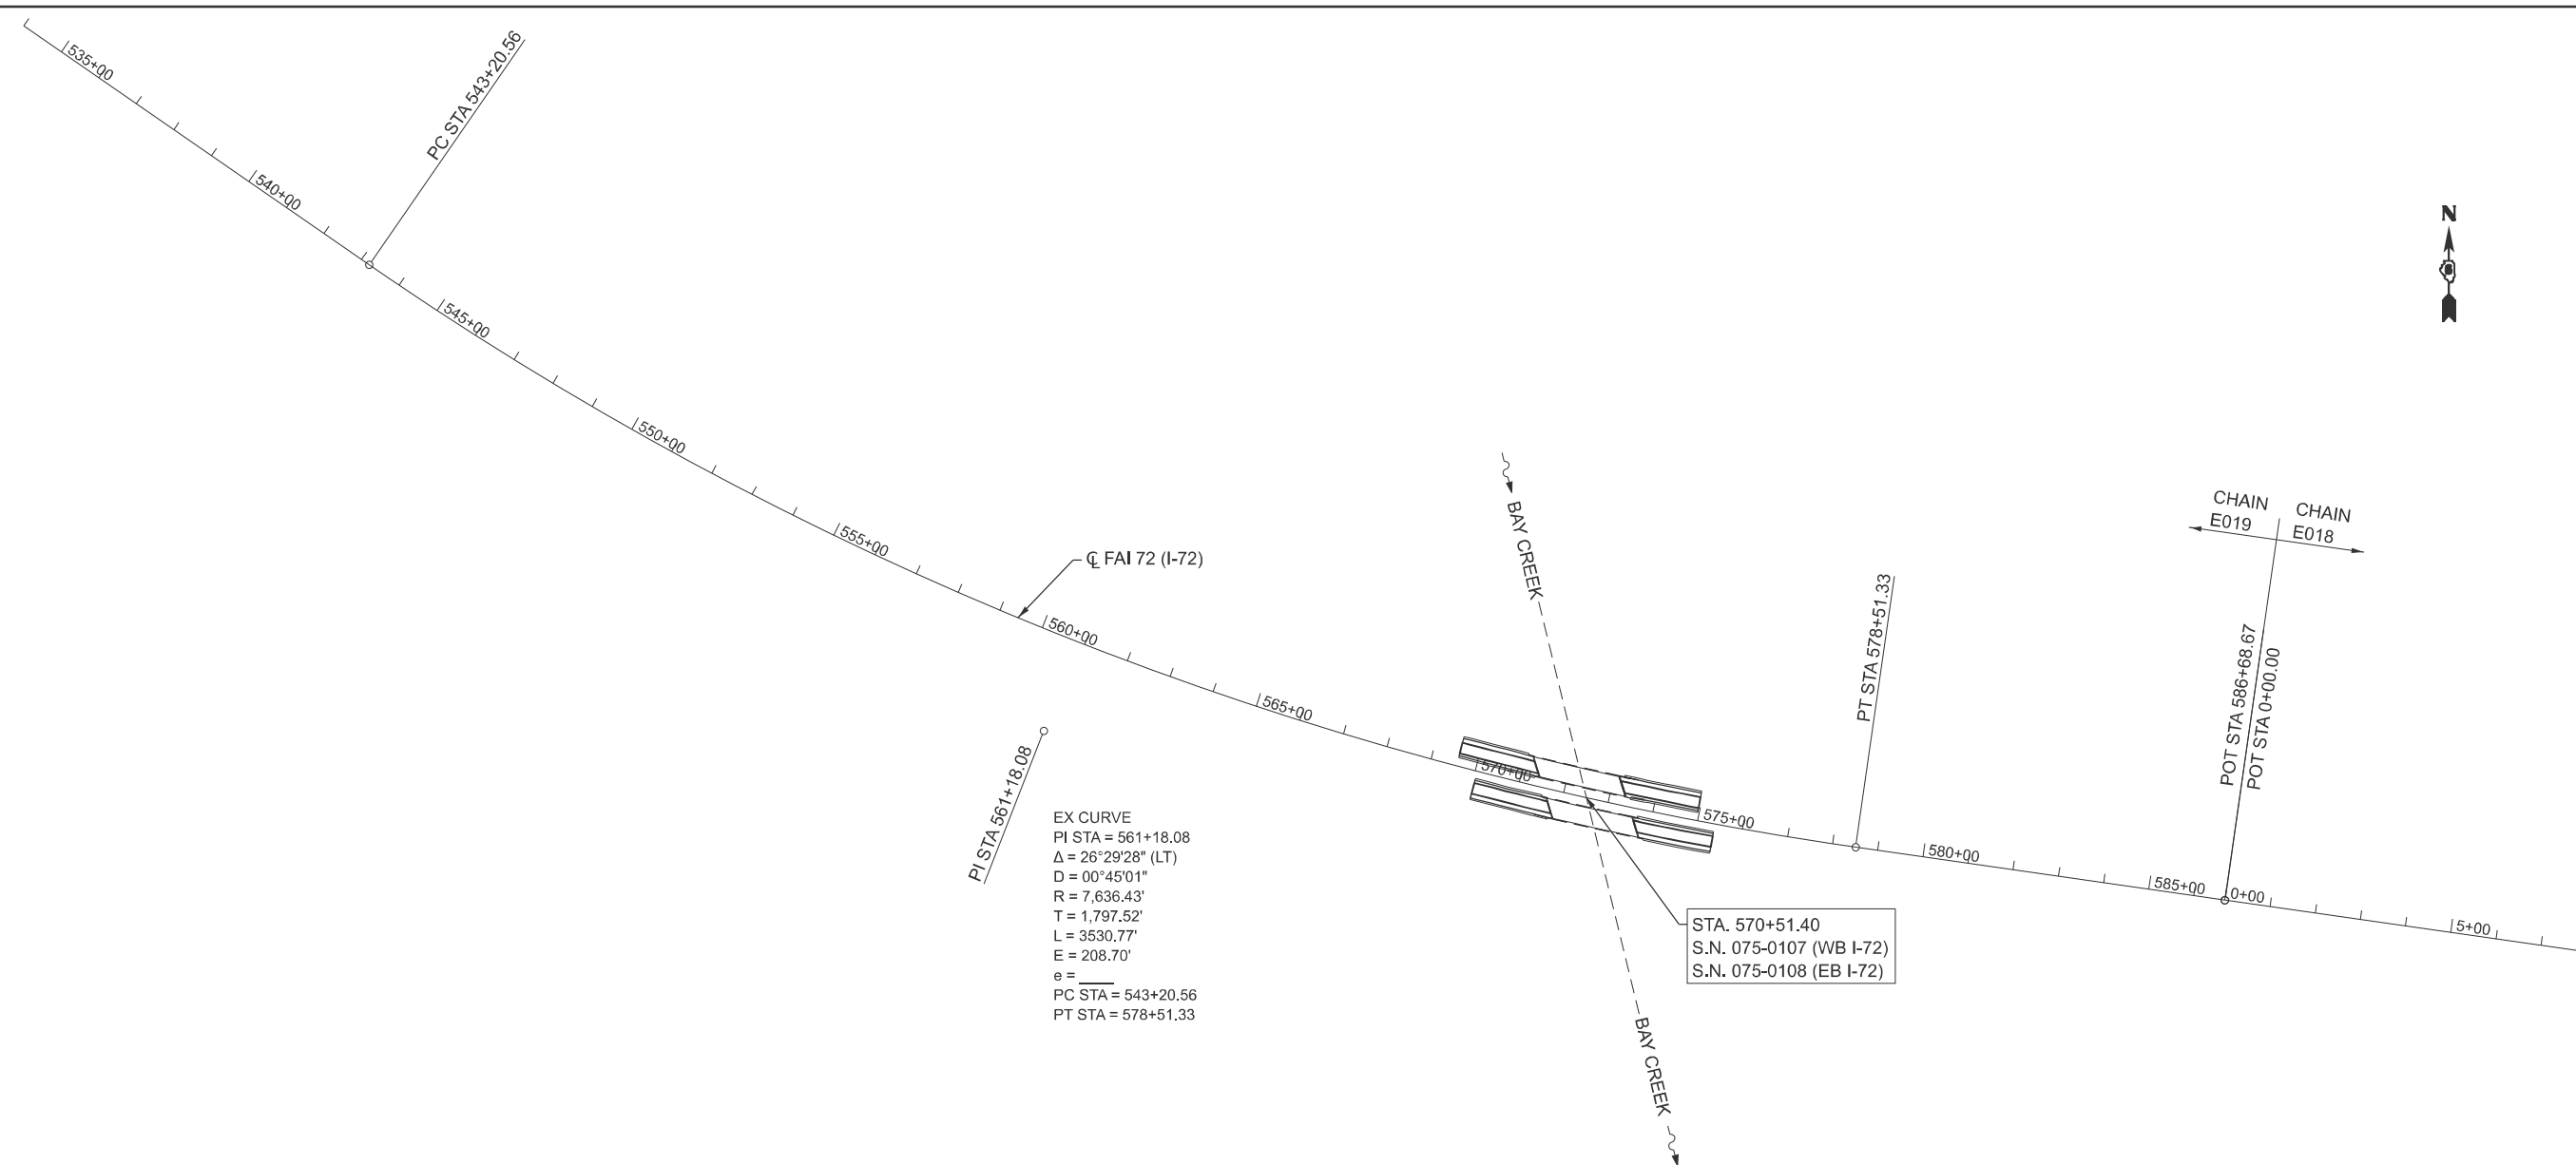 535+00
PC STA 543+20.56
540+00
545+00
550+00
555+00
℄ FAI 72 (I-72)
560+00
565+00
N
BAY CREEK
CHAIN
E019
CHAIN
E018
PT STA 578+51.33
POT STA 586+68.67
POT STA 0+00.00
570+00
575+00
580+00
585+00
0+00
5+00
PI STA 561+18.08
EX CURVE
PI STA = 561+18.08
Δ = 26°29'28" (LT)
D = 00°45'01"
R = 7,636.43'
T = 1,797.52'
L = 3530.77'
E = 208.70'
e = ____
PC STA = 543+20.56
PT STA = 578+51.33
STA. 570+51.40
S.N. 075-0107 (WB I-72)
S.N. 075-0108 (EB I-72)
BAY CREEK